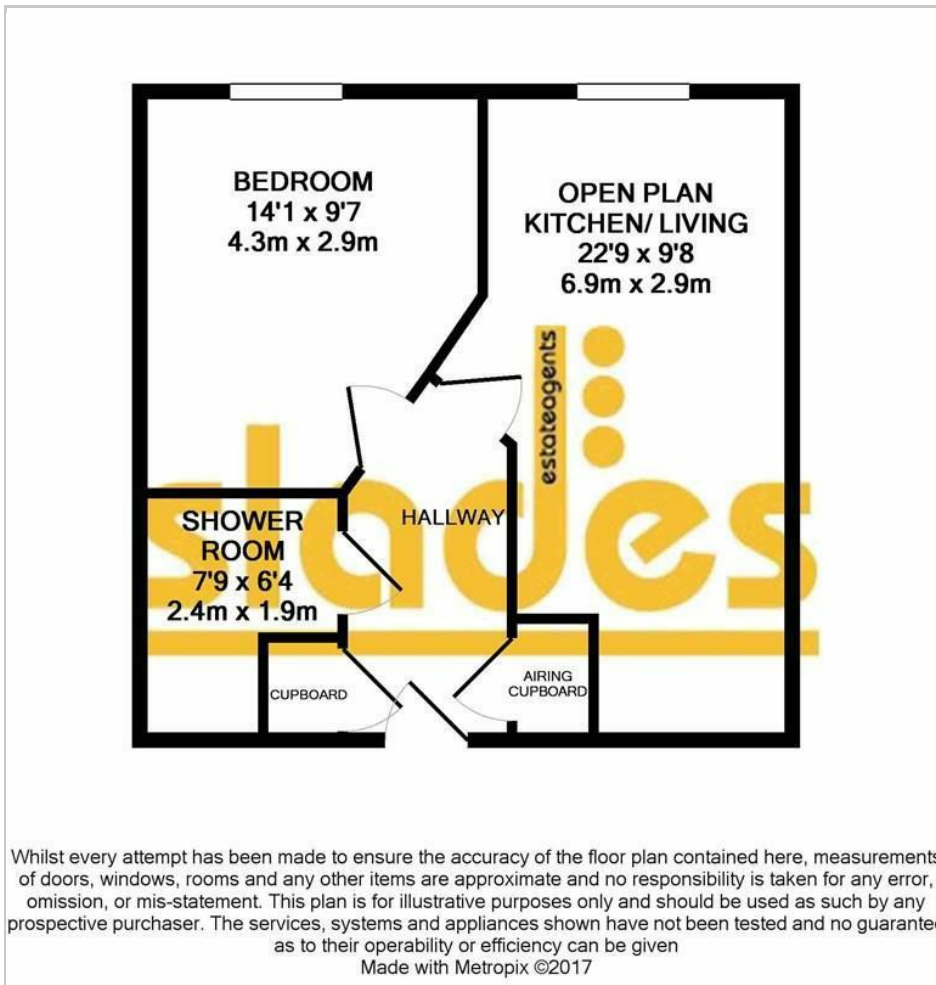 BEDROOM
14'1 x 9'7
4.3m x 2.9m
OPEN PLAN
KITCHEN/ LIVING
22'9 x 9'8
6.9m x 2.9m
estateagents
slades
HALLWAY
SHOWER
ROOM
7'9 x 6'4
2.4m x 1.9m
CUPBOARD
AIRING
CUPBOARD
Whilst every attempt has been made to ensure the accuracy of the floor plan contained here, measurements
of doors, windows, rooms and any other items are approximate and no responsibility is taken for any error,
omission, or mis-statement. This plan is for illustrative purposes only and should be used as such by any
prospective purchaser. The services, systems and appliances shown have not been tested and no guarantee
as to their operability or efficiency can be given
Made with Metropix ©2017